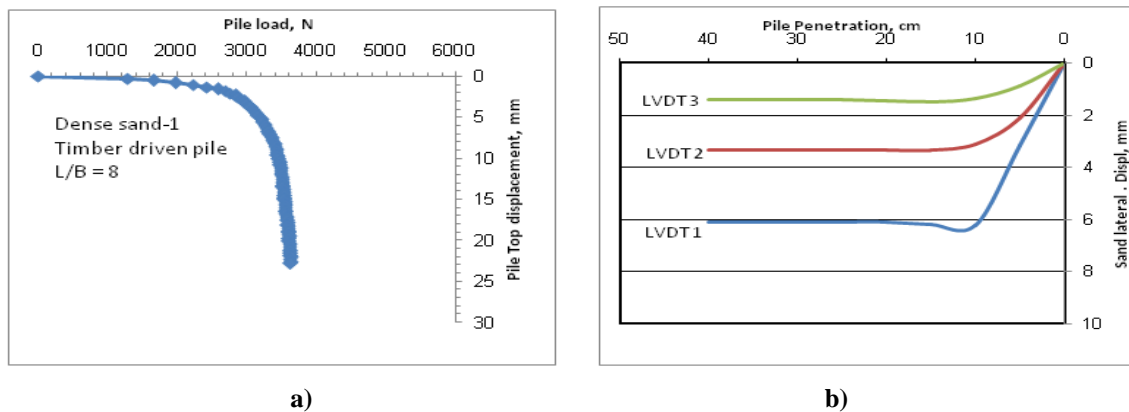 Pile load, N
0 1000 2000 3000 4000 5000 6000
0
5
10
15
20
25
30
Pile Top displacement, mm
Dense sand-1
Timber driven pile
L/B = 8
a)
Pile Penetration, cm
50 40 30 20 10 0
0
2
4
6
8
10
Sand lateral . Displ, mm
LVDT3
LVDT2
LVDT1
b)